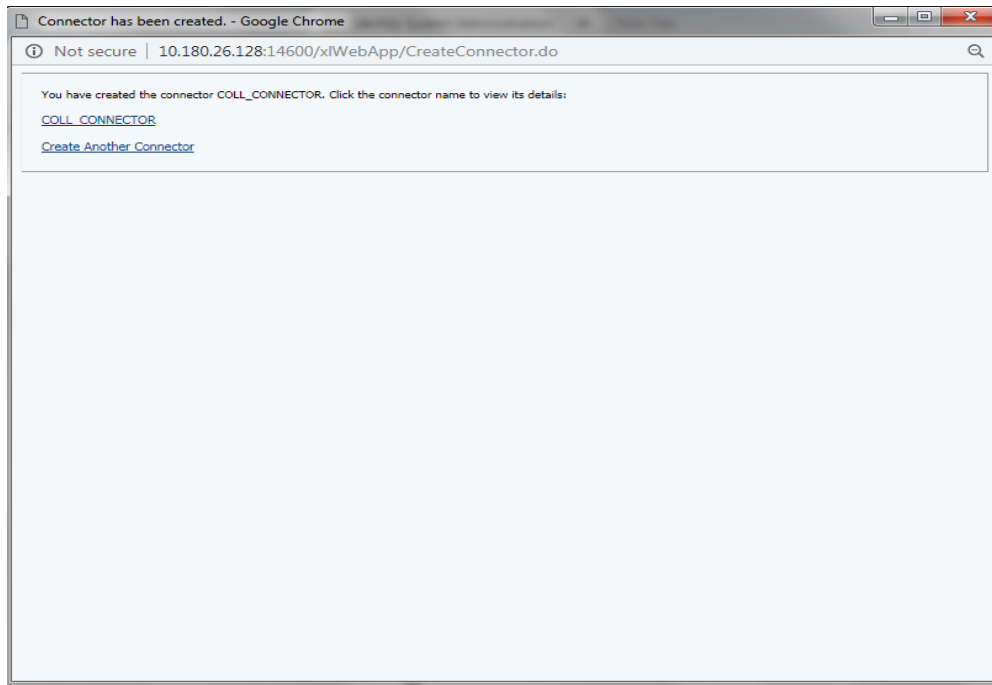 Connector has been created. - Google Chrome
Not secure | 10.180.26.128:14600/xlWebApp/CreateConnector.do
You have created the connector COLL_CONNECTOR. Click the connector name to view its details:
COLL_CONNECTOR
Create Another Connector